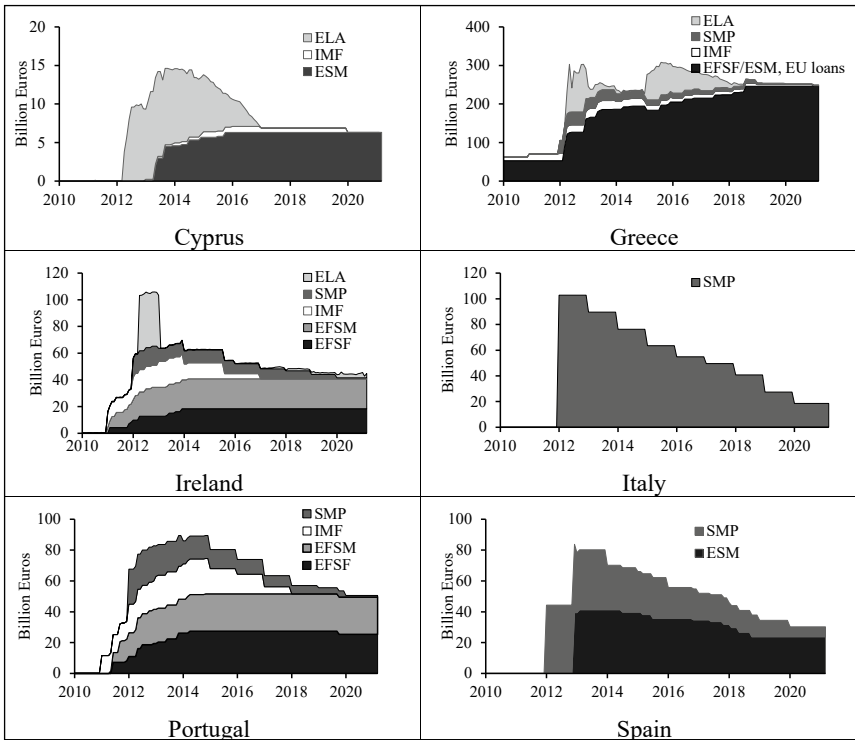 20
15
10
5
0
Billion Euros
ELA
IMF
ESM
2010 2012 2014 2016 2018 2020
Cyprus
400
300
200
100
0
Billion Euros
ELA
SMP
IMF
EFSF/ESM, EU loans
2010 2012 2014 2016 2018 2020
Greece
120
100
80
60
40
20
0
Billion Euros
ELA
SMP
IMF
EFSM
EFSF
2010 2012 2014 2016 2018 2020
Ireland
120
100
80
60
40
20
0
Billion Euros
SMP
2010 2012 2014 2016 2018 2020
Italy
100
80
60
40
20
0
Billion Euros
SMP
IMF
EFSM
EFSF
2010 2012 2014 2016 2018 2020
Portugal
100
80
60
40
20
0
Billion Euros
SMP
ESM
2010 2012 2014 2016 2018 2020
Spain